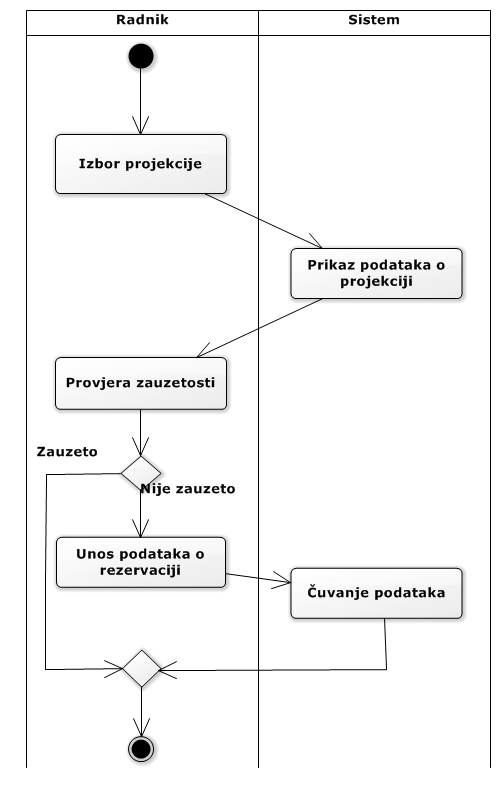 Radnik
Sistem
Izbor projekcije
Prikaz podataka o
projekciji
Provjera zauzetosti
Zauzeto
Nije zauzeto
Unos podataka o
rezervaciji
Čuvanje podataka